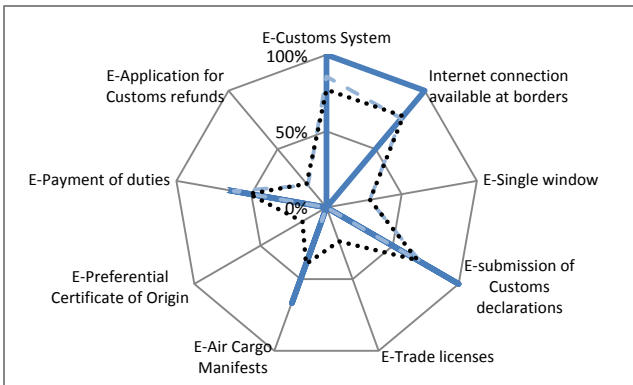 E-Customs System
100%
E-Application for
Customs refunds
Internet connection
available at borders
50%
E-Payment of duties
E-Single window
0%
E-Preferential
Certificate of Origin
E-submission of
Customs
declarations
E-Air Cargo
Manifests
E-Trade licenses